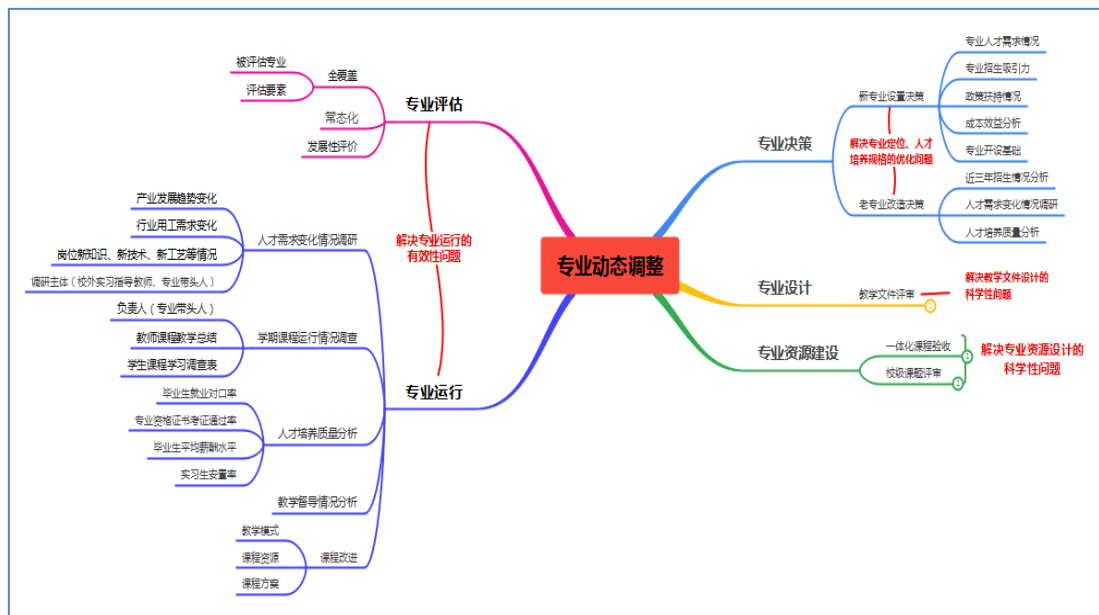 专业动态调整
专业评估
全覆盖
被评估专业
评估要素
常态化
发展性评价
解决专业运行的
有效性问题
专业运行
人才需求变化情况调研
产业发展趋势变化
行业用工需求变化
岗位新知识、新技术、新工艺等情况
调研主体（校外实习指导教师、专业带头人）
学期课程运行情况调查
负责人（专业带头人）
教师课程教学总结
学生课程学习调查表
人才培养质量分析
毕业生就业对口率
专业资格证书考证通过率
毕业生平均薪酬水平
实习生安置率
教学督导情况分析
课程改进
教学模式
课程资源
课程方案
专业决策
新专业设置决策
专业人才需求情况
专业招生吸引力
政策扶持情况
成本效益分析
专业开设基础
解决专业定位、人才
培养规格的优化问题
老专业改造决策
近三年招生情况分析
人才需求变化情况调研
人才培养质量分析
专业设计
教学文件评审
1
解决教学文件设计的
科学性问题
专业资源建设
一体化课程验收
校级课题评审
1
1
解决专业资源设计的
科学性问题